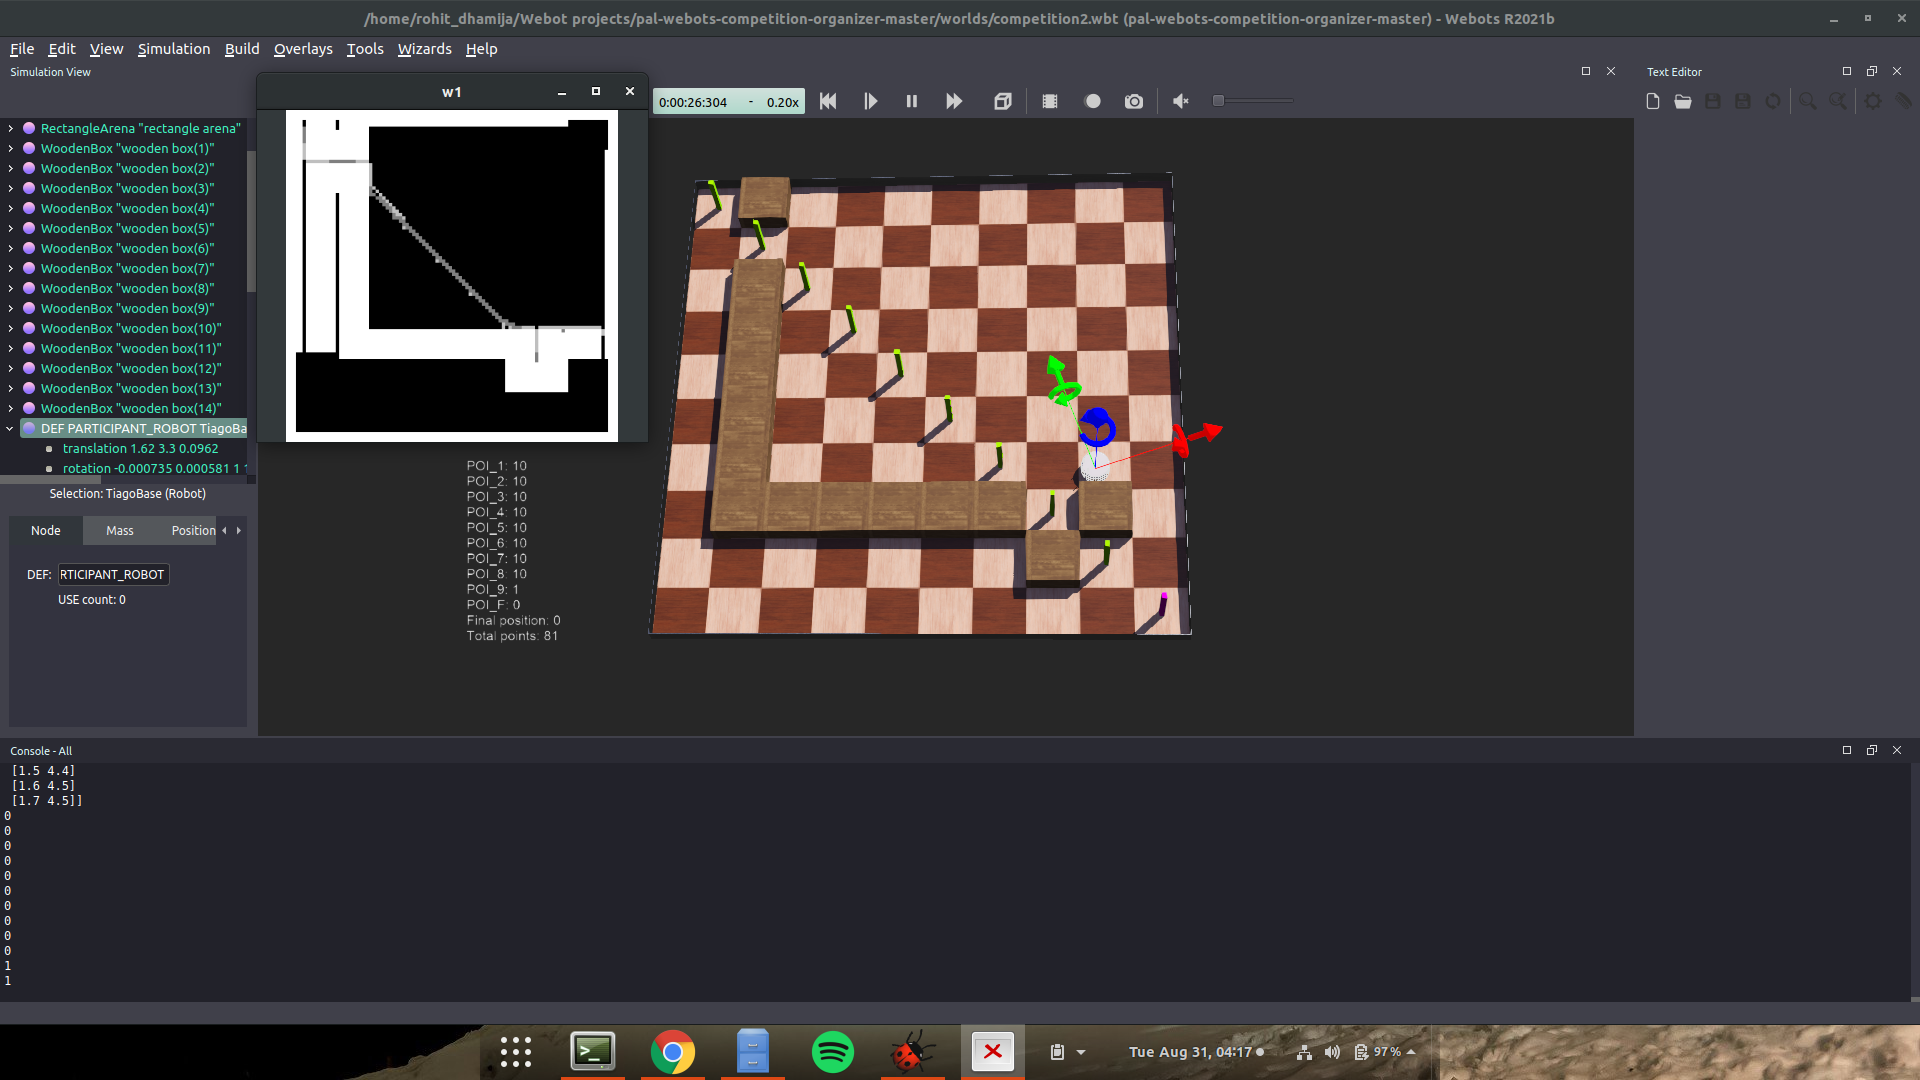 /home/rohit_dhamija/Webot projects/pal-webots-competition-organizer-master/worlds/competition2.wbt (pal-webots-competition-organizer-master) - Webots R2021b
File Edit View Simulation Build Overlays Tools Wizards Help
Simulation View
Text Editor
w1
0:00:26:304 - 0.20x
RectangleArena "rectangle arena"
WoodenBox "wooden box(1)"
WoodenBox "wooden box(2)"
WoodenBox "wooden box(3)"
WoodenBox "wooden box(4)"
WoodenBox "wooden box(5)"
WoodenBox "wooden box(6)"
WoodenBox "wooden box(7)"
WoodenBox "wooden box(8)"
WoodenBox "wooden box(9)"
WoodenBox "wooden box(10)"
WoodenBox "wooden box(11)"
WoodenBox "wooden box(12)"
WoodenBox "wooden box(13)"
WoodenBox "wooden box(14)"
DEF PARTICIPANT_ROBOT TiagoBa
translation 1.62 3.3 0.0962
rotation -0.000735 0.000581 1
Selection: TiagoBase (Robot)
Node Mass Position
DEF: RTICIPANT_ROBOT
USE count: 0
POI_1: 10
POI_2: 10
POI_3: 10
POI_4: 10
POI_5: 10
POI_6: 10
POI_7: 10
POI_8: 10
POI_9: 1
POI_F: 0
Final position: 0
Total points: 81
Console - All
[1.5 4.4]
[1.6 4.5]
[1.7 4.5]]
0
0
0
0
0
0
0
0
0
0
1
1
Tue Aug 31, 04:17
97 %